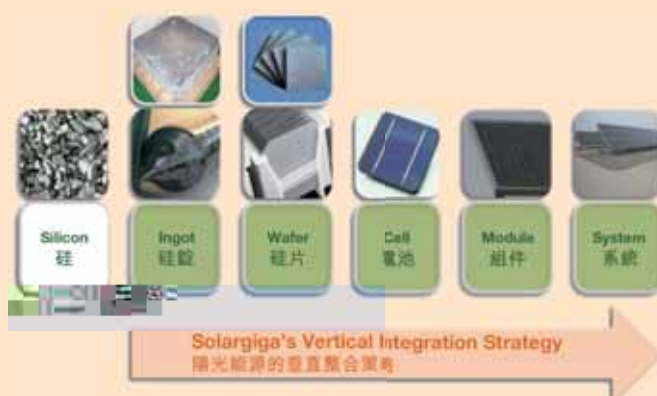 Silicon
硅
Ingot
硅錠
Wafer
硅片
Cell
電池
Module
組件
System
系統
Solargiga's Vertical Integration Strategy
陽光能源的垂直整合策略